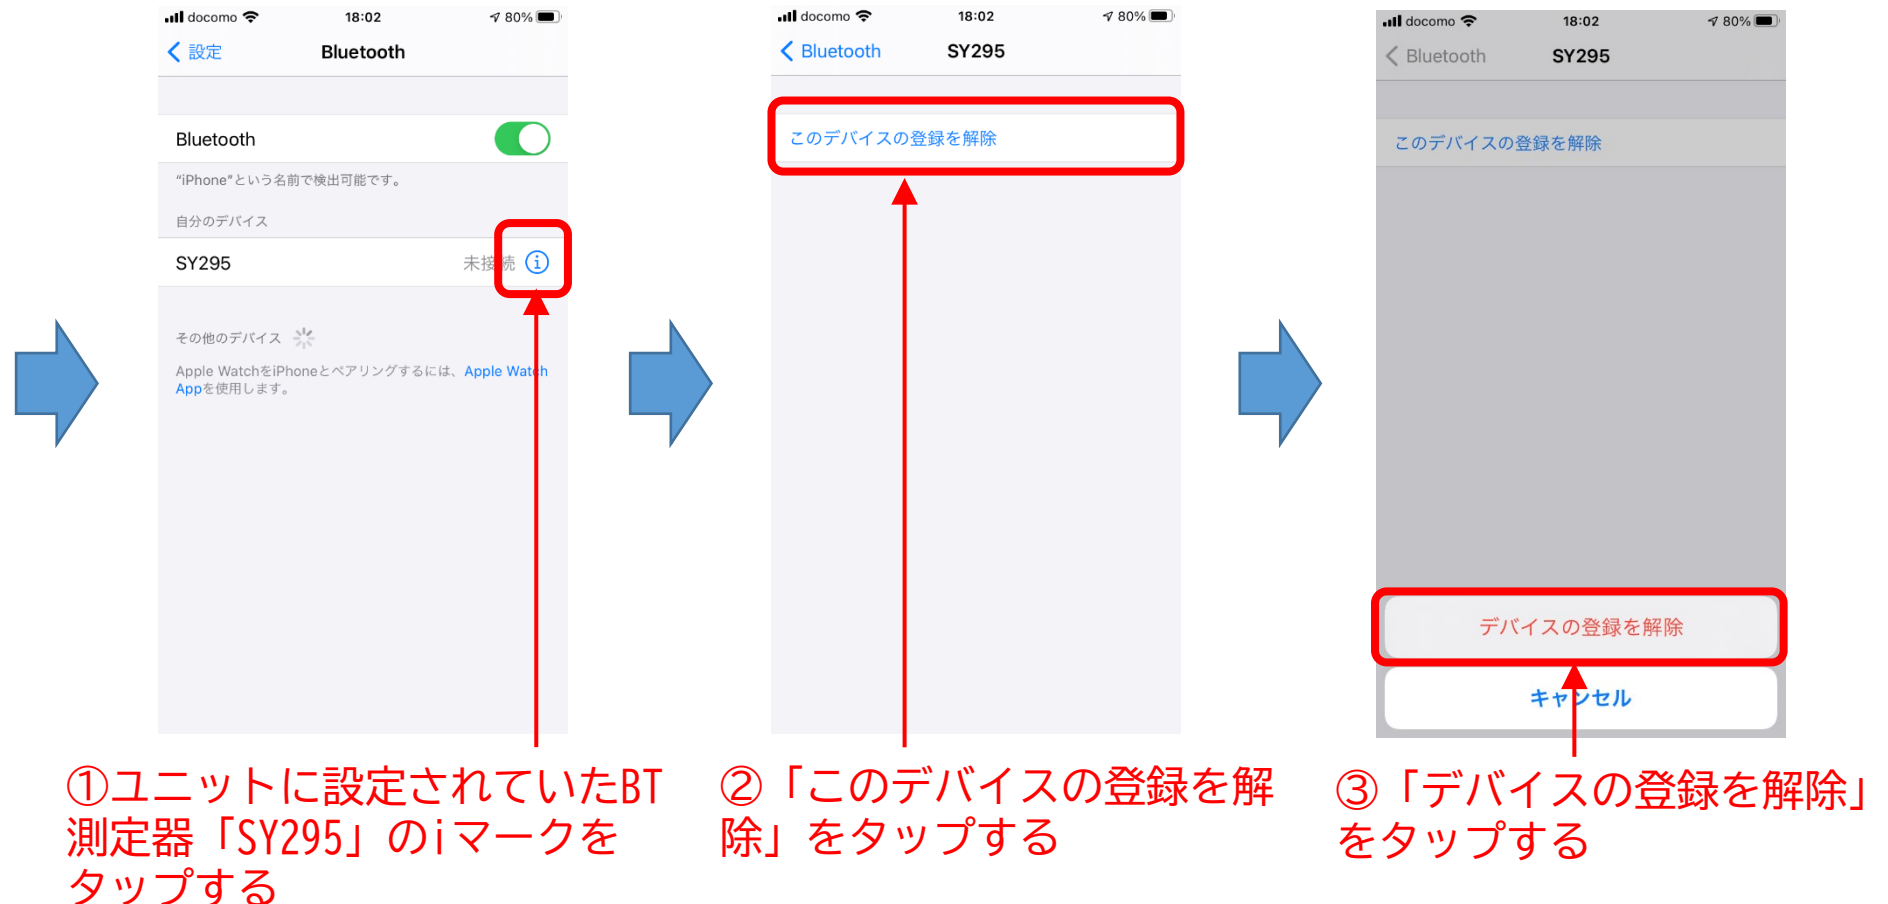 docomo 18:02 80%
設定 Bluetooth
Bluetooth
“iPhone”という名前で検出可能です。
自分のデバイス
SY295 未接続
その他のデバイス
Apple WatchをiPhoneとペアリングするには、Apple Watch
Appを使用します。
①ユニットに設定されていたBT
測定器「SY295」のiマークを
タップする
docomo 18:02 80%
Bluetooth SY295
このデバイスの登録を解除
②「このデバイスの登録を解
除」をタップする
docomo 18:02 80%
Bluetooth SY295
このデバイスの登録を解除
デバイスの登録を解除
キャンセル
③「デバイスの登録を解除」
をタップする